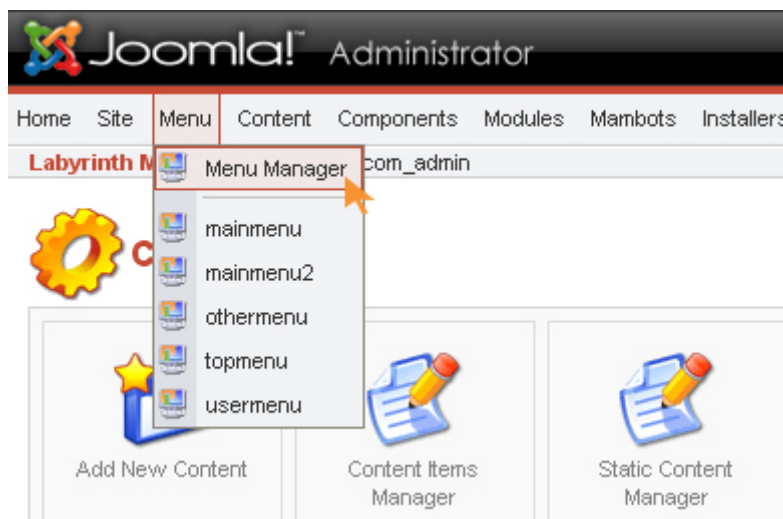 Joomla!™ Administrator
Home Site Menu Content Components Modules Mambots Installers
Labyrinth com_admin
Menu Manager
mainmenu
mainmenu2
othermenu
topmenu
usermenu
Add New Content
Content Items
Manager
Static Content
Manager